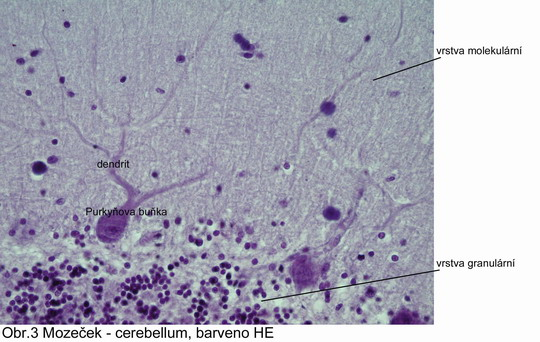 vrstva molekulární
dendrit
Purkyňova buňka
vrstva granulární
Obr.3 Mozeček - cerebellum, barveno HE